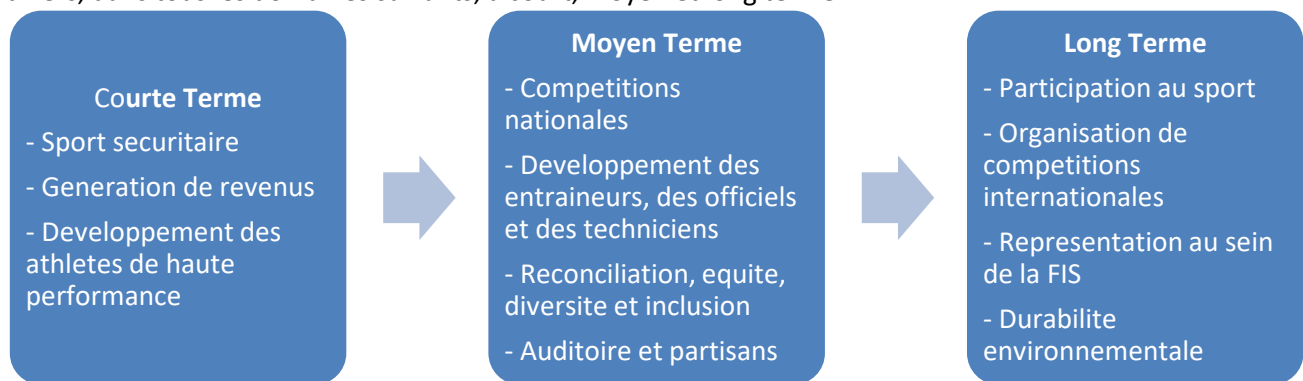 Courte Terme
- Sport securitaire
- Generation de revenus
- Developpement des
athletes de haute
performance
Moyen Terme
- Competitions
nationales
- Developpement des
entraineurs, des officiels
et des techniciens
- Reconciliation, equite,
diversite et inclusion
- Auditoire et partisans
Long Terme
- Participation au sport
- Organisation de
competitions
internationales
- Representation au sein
de la FIS
- Durabilite
environnementale